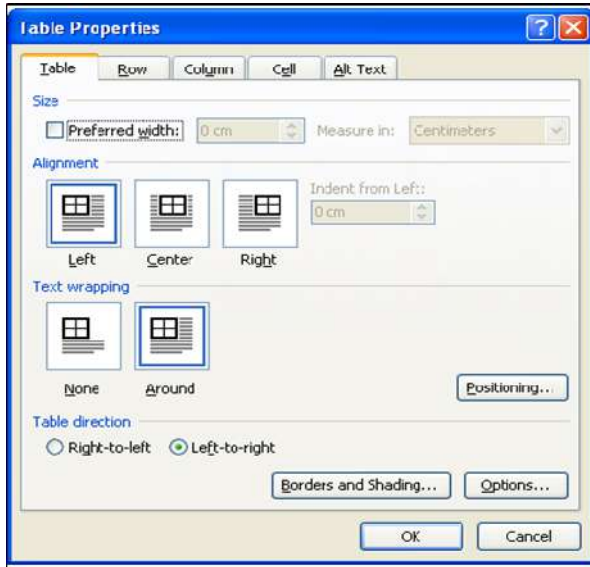 Table Properties
Table Row Column Cell Alt Text
Size
Preferred width: 0 cm Measure in: Centimeters
Alignment
Indent from Left:
0 cm
Left Center Right
Text wrapping
None Around
Positioning...
Table direction
Right-to-left Left-to-right
Borders and Shading... Options...
OK Cancel